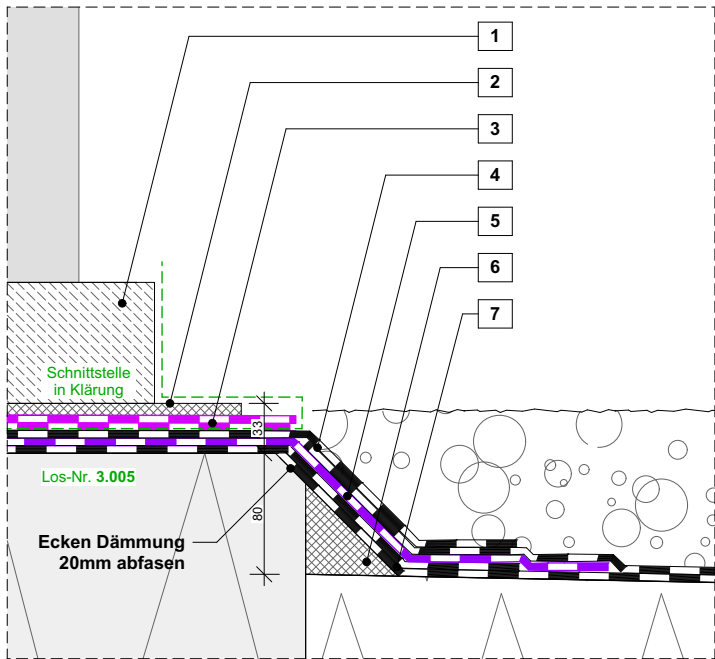 1
2
3
4
5
6
7
Schnittstelle
in Klärung
33
Los-Nr. 3.005
80
Ecken Dämmung
20mm abfasen